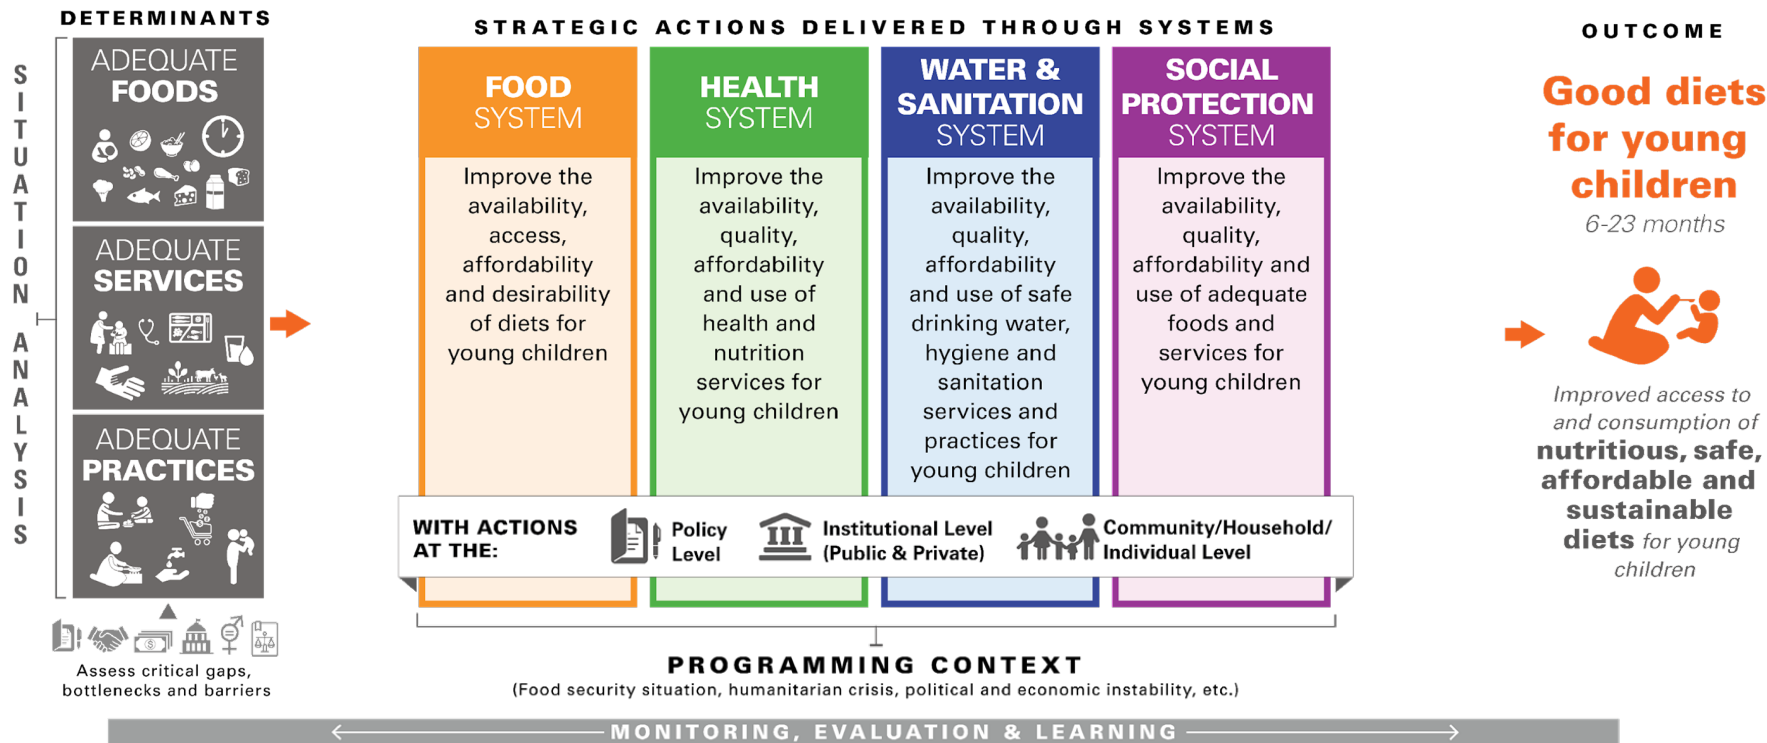 DETERMINANTS
SITUATION ANALYSIS
ADEQUATE
FOODS
ADEQUATE
SERVICES
ADEQUATE
PRACTICES
Assess critical gaps,
bottlenecks and barriers
STRATEGIC ACTIONS DELIVERED THROUGH SYSTEMS
FOOD
SYSTEM
Improve the
availability,
access,
affordability
and desirability
of diets for
young children
HEALTH
SYSTEM
Improve the
availability,
quality,
affordability
and use of
health and
nutrition
services for
young children
WATER &
SANITATION
SYSTEM
Improve the
availability,
quality,
affordability
and use of safe
drinking water,
hygiene and
sanitation
services and
practices for
young children
SOCIAL
PROTECTION
SYSTEM
Improve the
availability,
quality,
affordability and
use of adequate
foods and
services for
young children
WITH ACTIONS
AT THE:
Policy
Level
Institutional Level
(Public & Private)
Community/Household/
Individual Level
PROGRAMMING CONTEXT
(Food security situation, humanitarian crisis, political and economic instability, etc.)
OUTCOME
Good diets
for young
children
6-23 months
Improved access to
and consumption of
nutritious, safe,
affordable and
sustainable
diets for young
children
MONITORING, EVALUATION & LEARNING